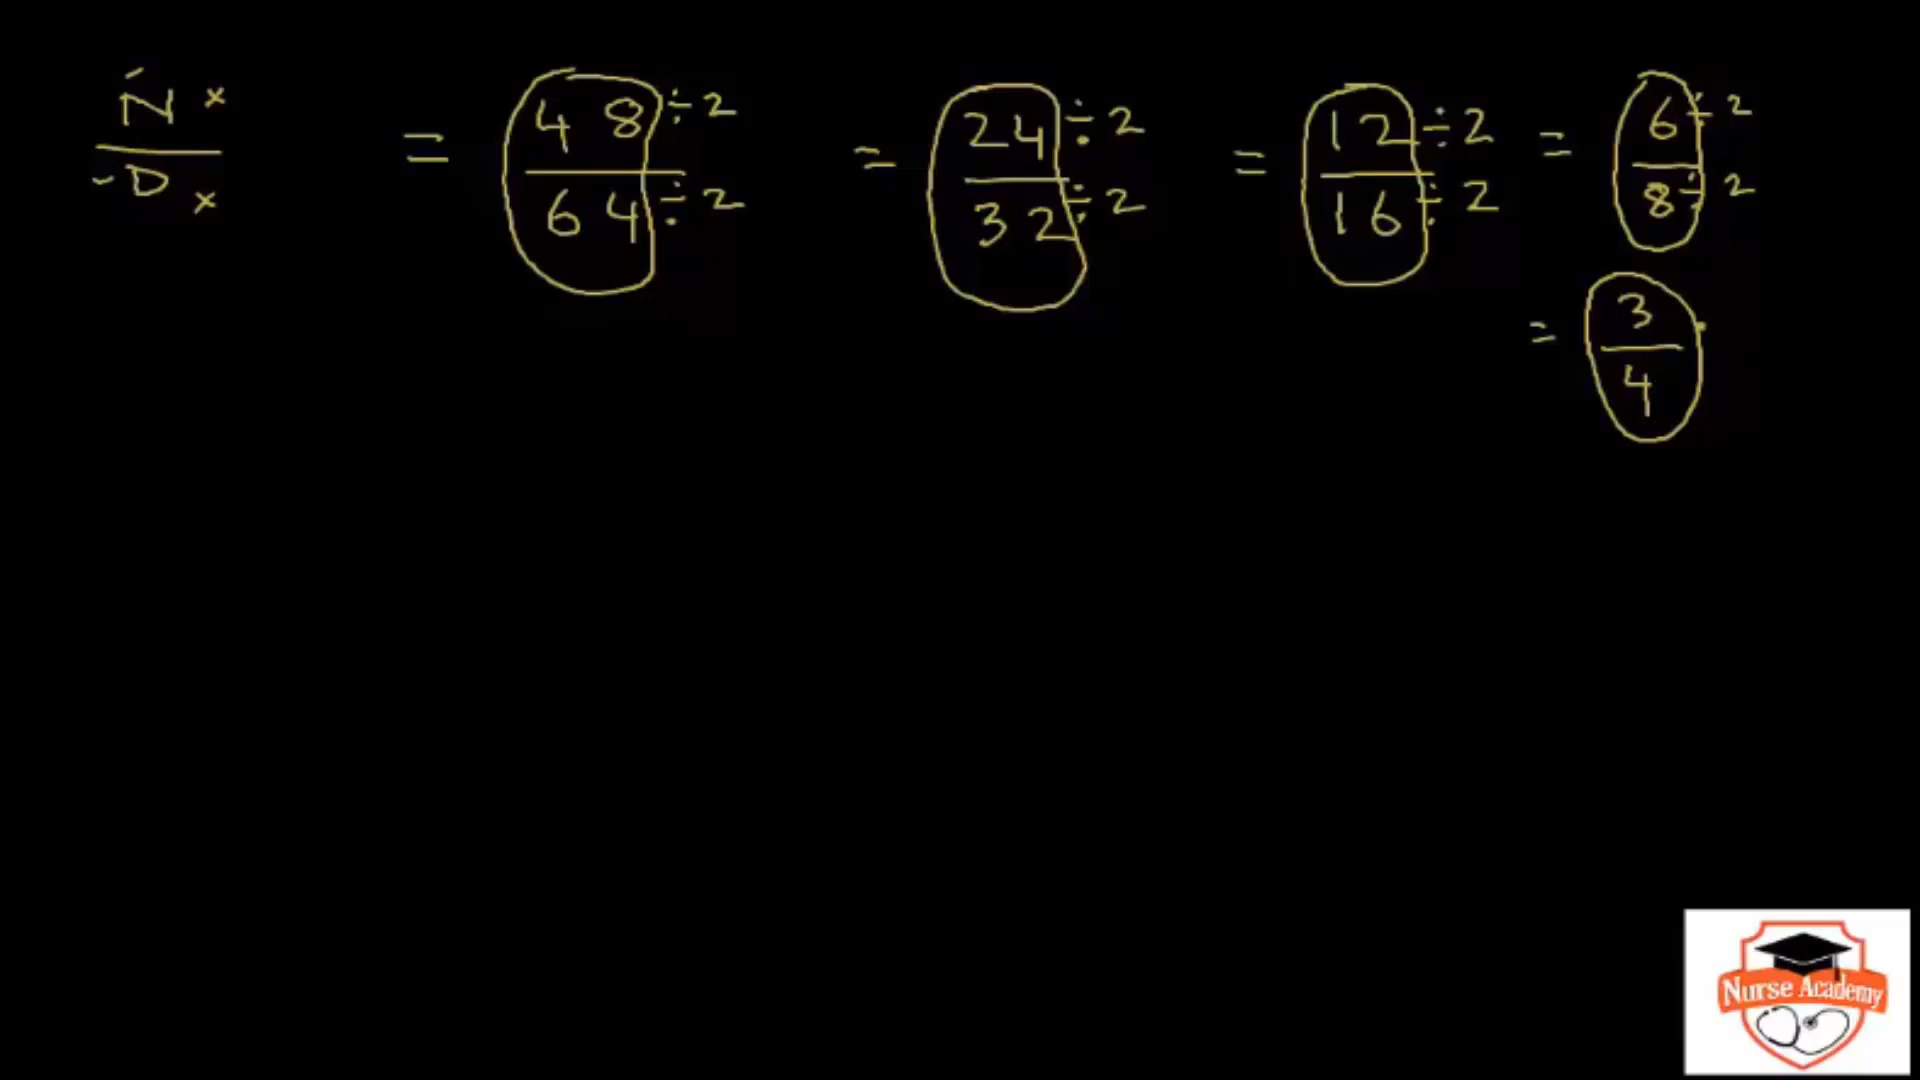 N × = 48 ÷ 2 = 24 ÷ 2 = 12 ÷ 2 = 6 ÷ 2
D × 64 ÷ 2 32 ÷ 2 16 ÷ 2 8 ÷ 2
= 3
4
Nurse Academy